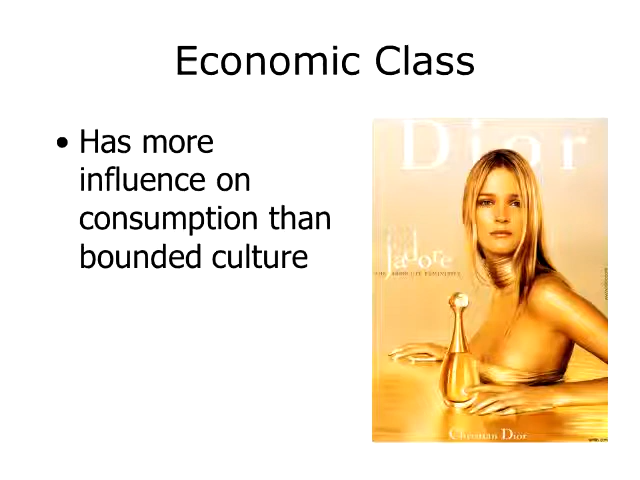 Economic Class
• Has more
influence on
consumption than
bounded culture
Dior
J'adore
Christian Dior